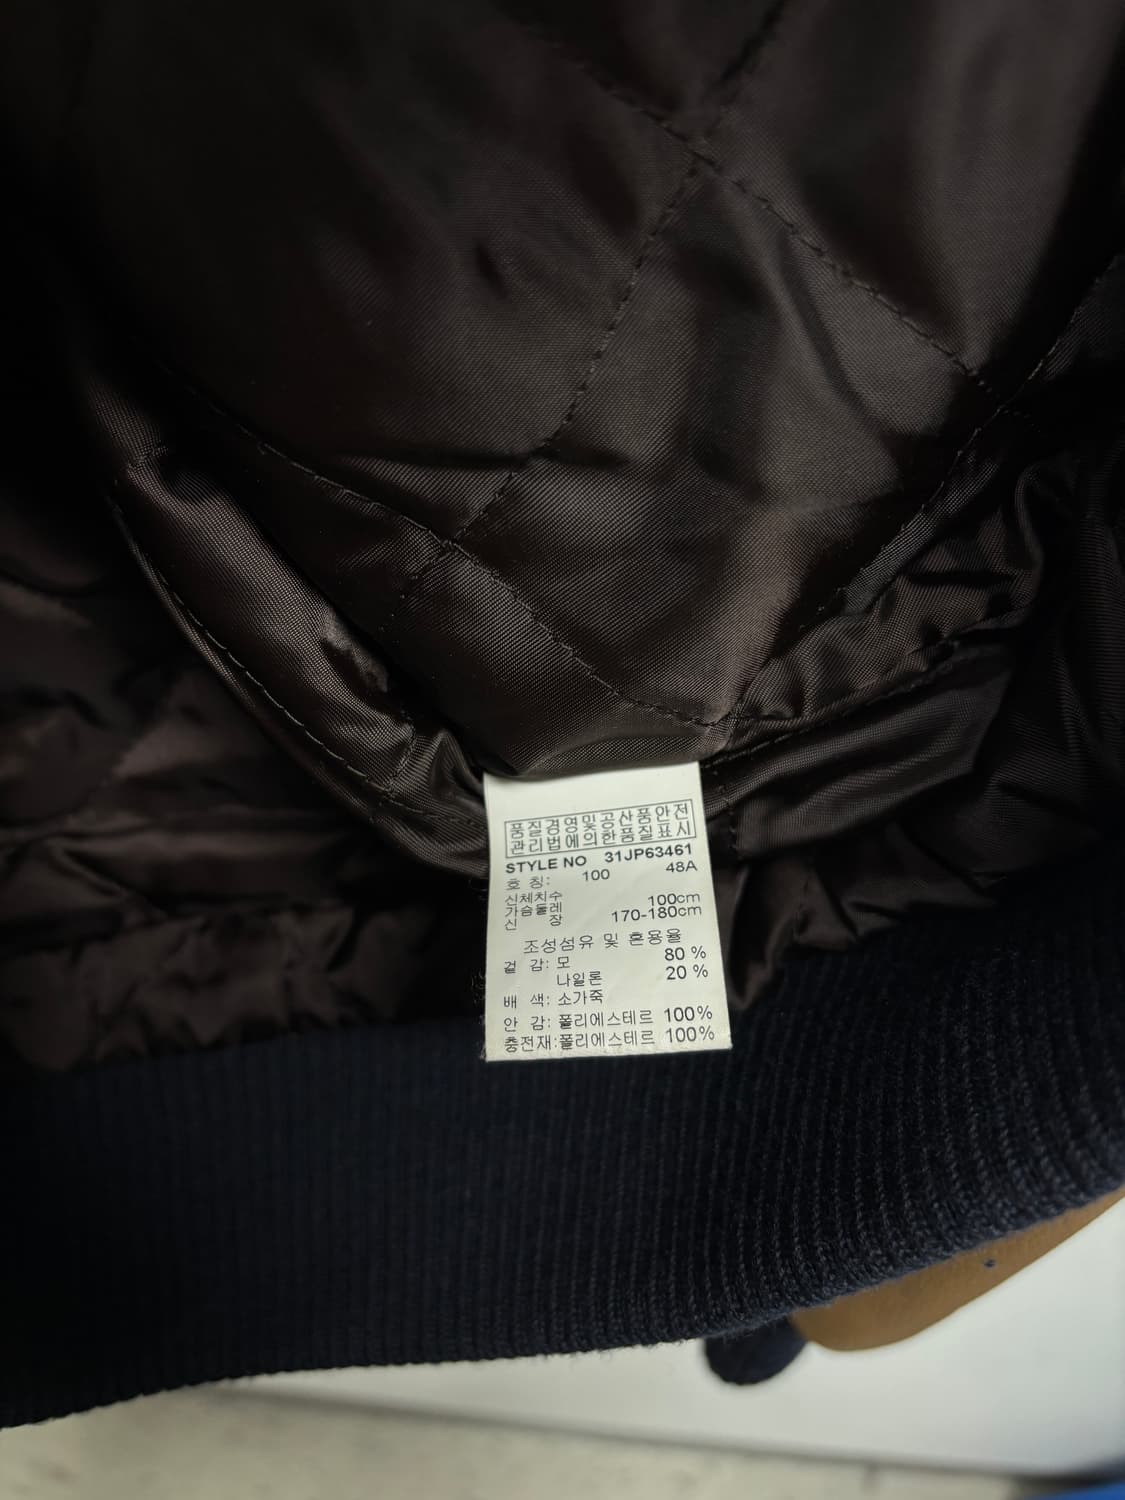 품질경영및공산품안전
관리법에의한품질표시
STYLE NO 31JP63461
호 칭: 100 48A
신체치수
가슴둘레 100cm
신 장 170-180cm
조성섬유 및 혼용율
겉 감: 모 80 %
나일론 20 %
배 색: 소가죽
안 감: 폴리에스테르 100%
충전재:폴리에스테르 100%